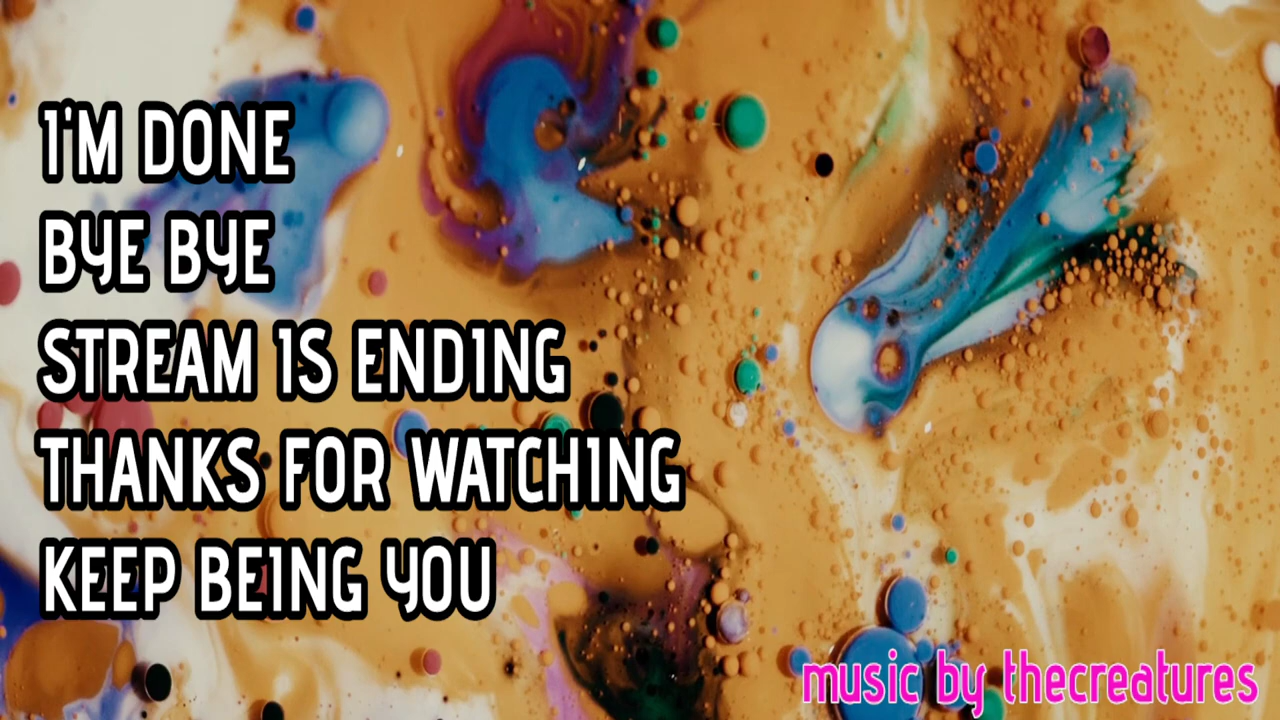 I'M DONE
BYE BYE
STREAM IS ENDING
THANKS FOR WATCHING
KEEP BEING YOU
music by thecreatures